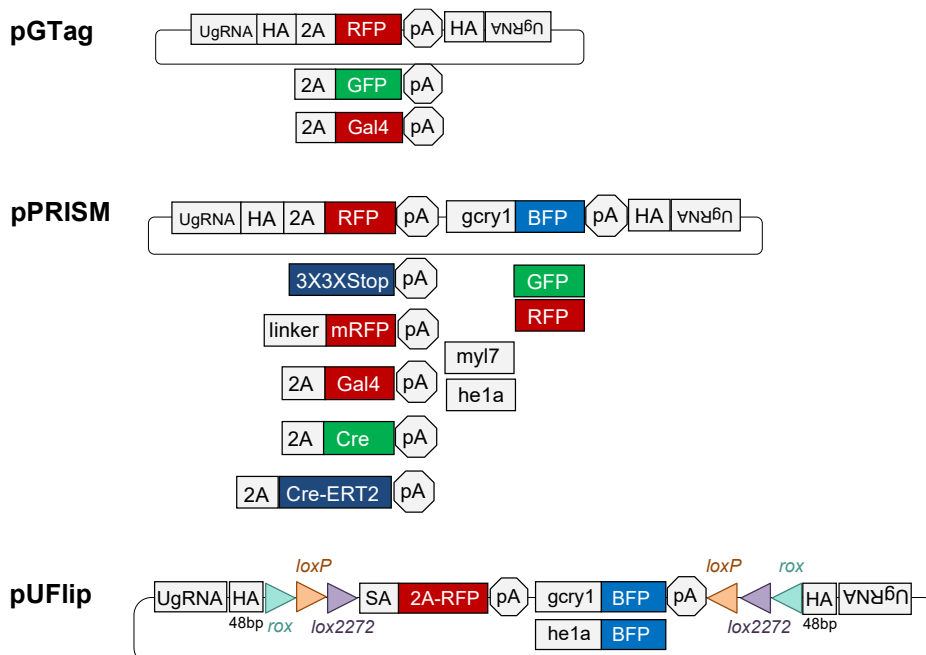 pGTag
UgRNA HA 2A RFP pA HA UgRNA
2A GFP pA
2A Gal4 pA
pPRISM
UgRNA HA 2A RFP pA gcry1 BFP pA HA UgRNA
3X3XStop pA GFP
RFP
linker mRFP pA
myl7
2A Gal4 pA
he1a
2A Cre pA
2A Cre-ERT2 pA
loxP loxP rox
pUFlip
UgRNA HA SA 2A-RFP pA gcry1 BFP pA HA UgRNA
48bp rox lox2272 lox2272 48bp
he1a BFP